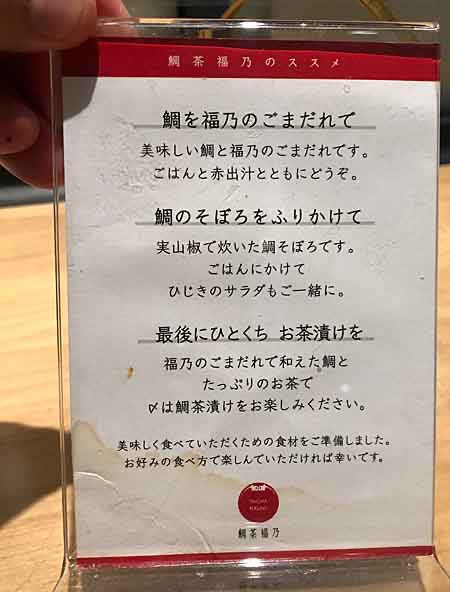 鯛茶福乃のススメ
鯛を福乃のごまだれで
美味しい鯛と福乃のごまだれです。
ごはんと赤出汁とともにどうぞ。
鯛のそぼろをふりかけて
実山椒で炊いた鯛そぼろです。
ごはんにかけて
ひじきのサラダもご一緒に。
最後にひとくち お茶漬けを
福乃のごまだれで和えた鯛と
たっぷりのお茶で
〆は鯛茶漬けをお楽しみください。
美味しく食べていただくための食材をご準備しました。
お好みの食べ方で楽しんでいただければ幸いです。
鯛茶福乃